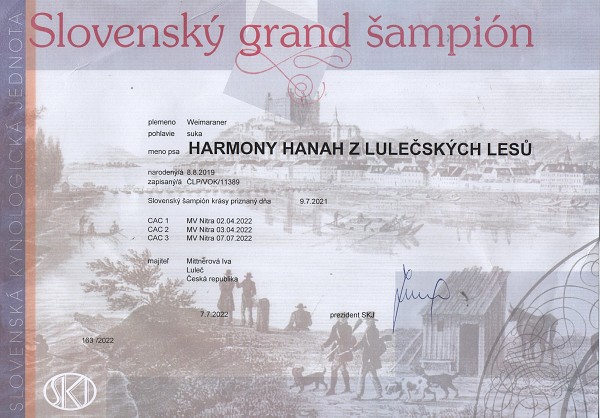 Slovenský grand šampión
SLOVENSKÁ KYNOLOGICKÁ JEDNOTA
plemeno Weimaraner
pohlavie suka
meno psa HARMONY HANAH Z LULEČSKÝCH LESŮ
narodený/á 8.8.2019
zapísaný/á ČLP/VOK/11389
Slovenský šampión krásy priznaný dňa 9.7.2021
CAC 1 MV Nitra 02.04.2022
CAC 2 MV Nitra 03.04.2022
CAC 3 MV Nitra 07.07.2022
majiteľ Mittnerová Iva
Luleč
Česká republika
7.7.2022 prezident SKJ
163 /2022
SKJ